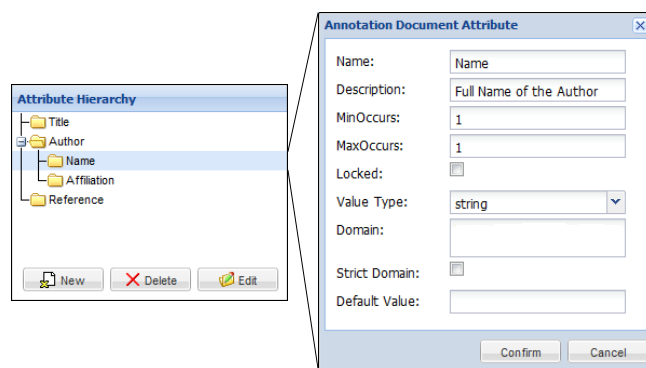 Attribute Hierarchy
Title
Author
Name
Affiliation
Reference
New Delete Edit
Annotation Document Attribute
Name: Name
Description: Full Name of the Author
MinOccurs: 1
MaxOccurs: 1
Locked:
Value Type: string
Domain:
Strict Domain:
Default Value:
Confirm Cancel